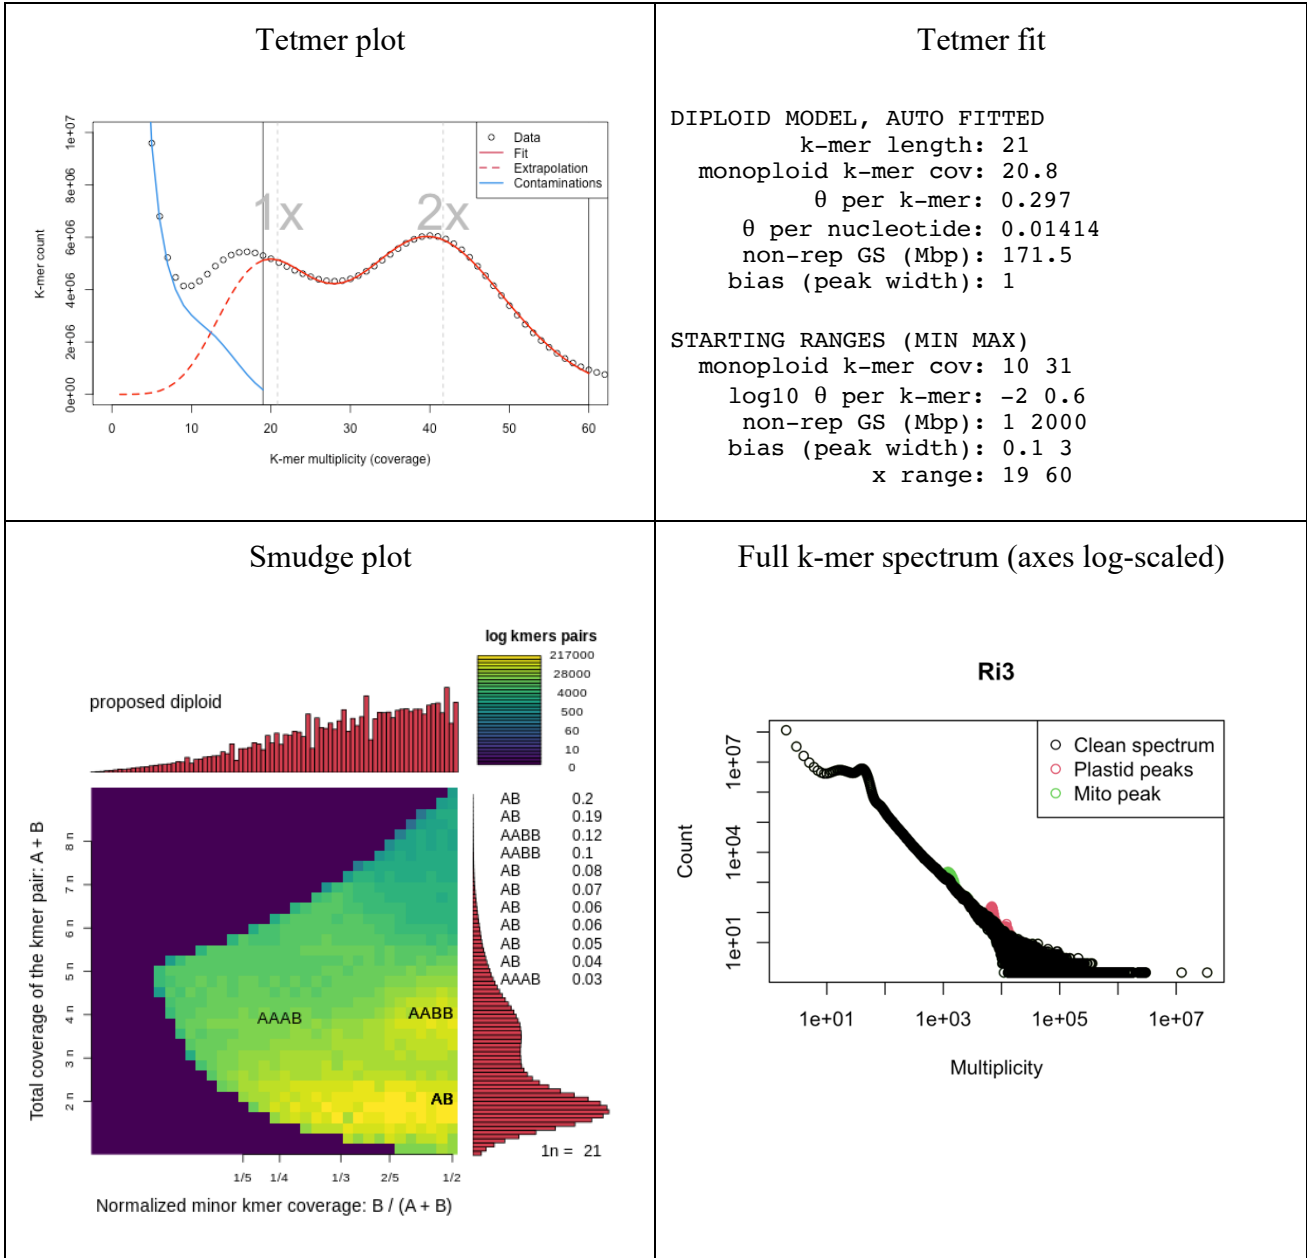 Tetmer plot
1e+07
8e+06
6e+06
4e+06
2e+06
0e+00
K-mer count
1x
2x
Data
Fit
Extrapolation
Contaminations
0 10 20 30 40 50 60
K-mer multiplicity (coverage)
Tetmer fit
DIPLOID MODEL, AUTO FITTED
k-mer length: 21
monoploid k-mer cov: 20.8
θ per k-mer: 0.297
θ per nucleotide: 0.01414
non-rep GS (Mbp): 171.5
bias (peak width): 1
STARTING RANGES (MIN MAX)
monoploid k-mer cov: 10 31
log10 θ per k-mer: -2 0.6
non-rep GS (Mbp): 1 2000
bias (peak width): 0.1 3
x range: 19 60
Smudge plot
log kmers pairs
217000
28000
4000
500
60
10
0
proposed diploid
Total coverage of the kmer pair: A + B
8 n
7 n
6 n
5 n
4 n
3 n
2 n
AAAB
AABB
AB
AB 0.2
AB 0.19
AABB 0.12
AABB 0.1
AB 0.08
AB 0.07
AB 0.06
AB 0.06
AB 0.05
AB 0.04
AAAB 0.03
1n = 21
1/5 1/4 1/3 2/5 1/2
Normalized minor kmer coverage: B / (A + B)
Full k-mer spectrum (axes log-scaled)
Ri3
Clean spectrum
Plastid peaks
Mito peak
Count
1e+07
1e+04
1e+01
1e+01 1e+03 1e+05 1e+07
Multiplicity